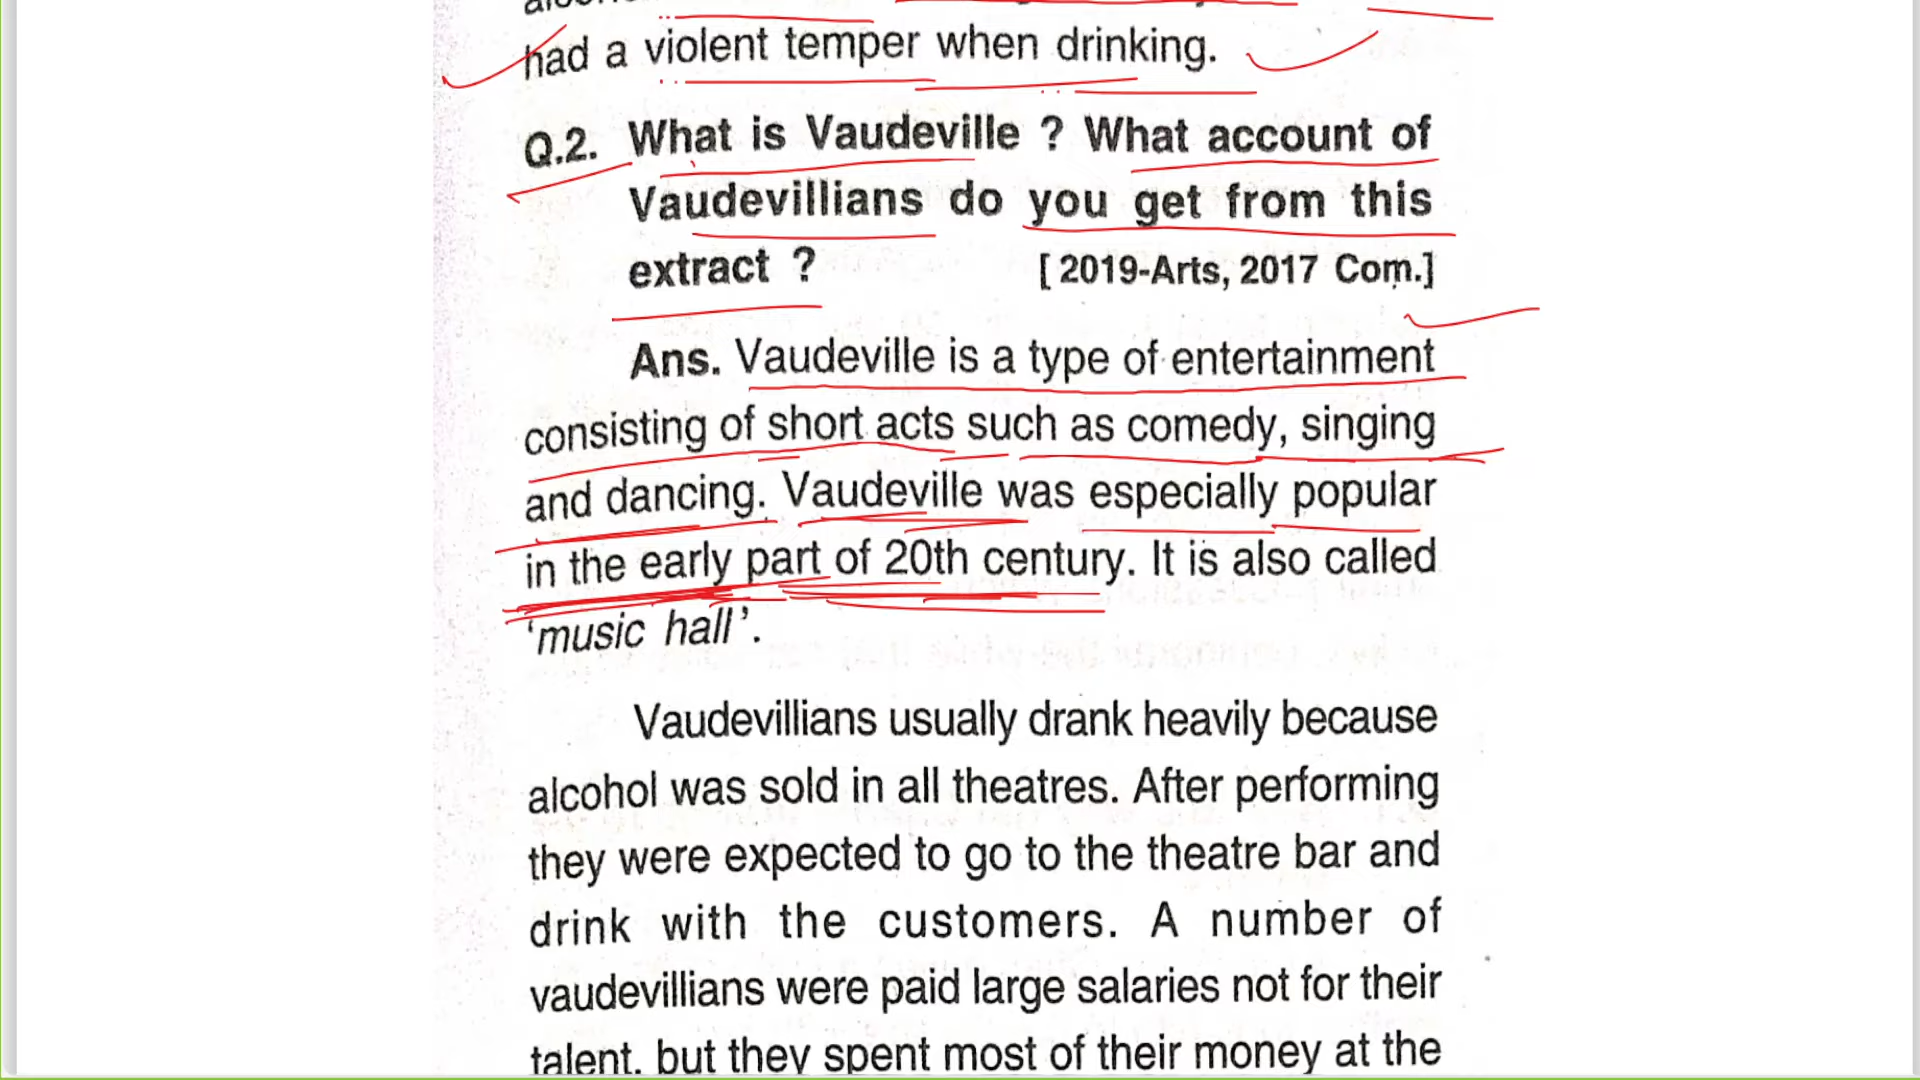 had a violent temper when drinking.
Q.2. What is Vaudeville ? What account of
Vaudevillians do you get from this
extract ? [ 2019-Arts, 2017 Com.]
Ans. Vaudeville is a type of entertainment
consisting of short acts such as comedy, singing
and dancing. Vaudeville was especially popular
in the early part of 20th century. It is also called
'music hall'.
Vaudevillians usually drank heavily because
alcohol was sold in all theatres. After performing
they were expected to go to the theatre bar and
drink with the customers. A number of
vaudevillians were paid large salaries not for their
talent, but they spent most of their money at the